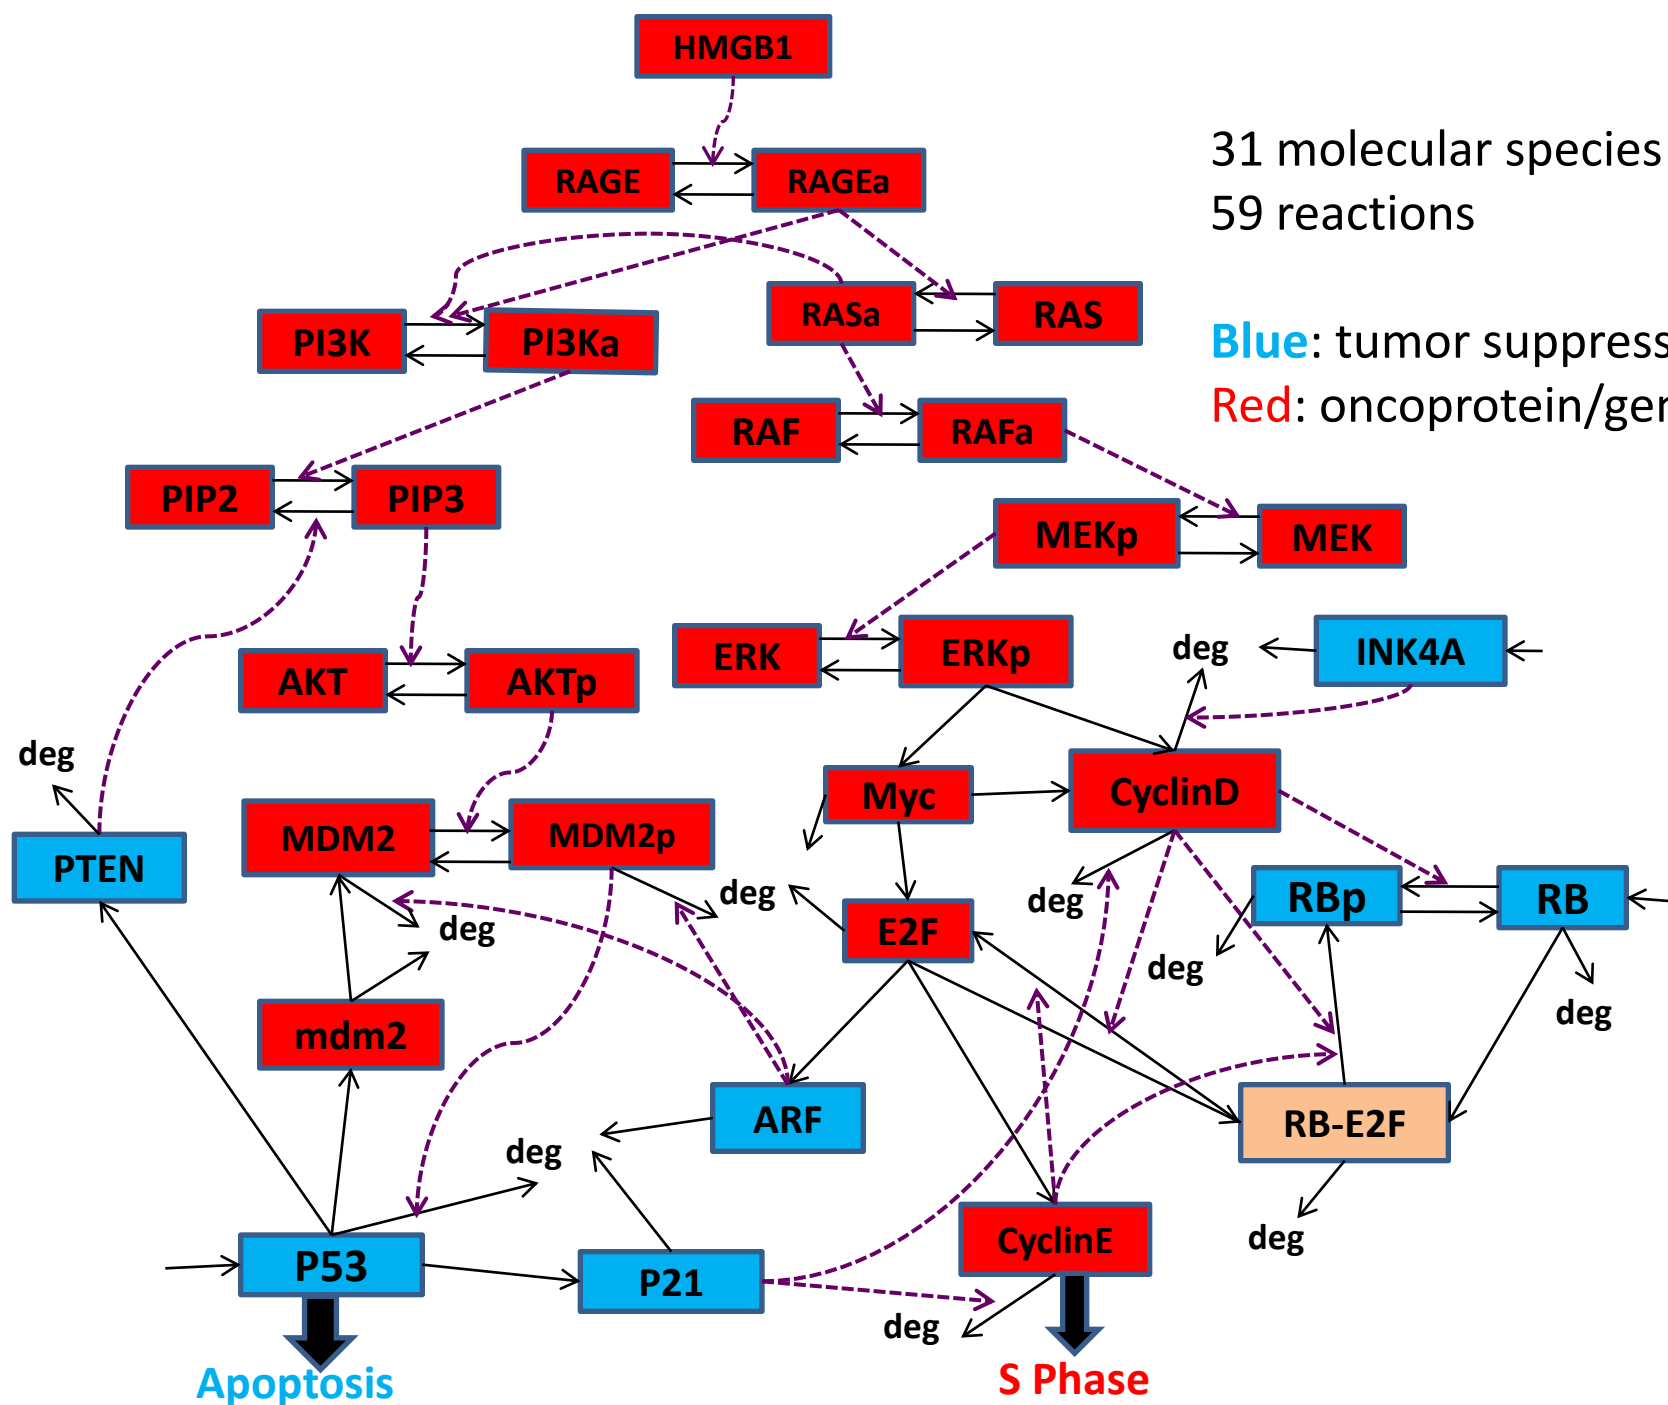 HMGB1
31 molecular species
RAGE
RAGEa
59 reactions
RASa
RAS
PI3K
PI3Ka
Blue: tumor suppress
Red: oncoprotein/ger
RAF
RAFa
PIP2
PIP3
MEKp
MEK
ERK
ERKp
deg
INK4A
AKT
AKTp
deg
Myc
CyclinD
MDM2
MDM2p
PTEN
deg
deg
RBp
RB
deg
E2F
deg
deg
mdm2
ARF
RB-E2F
deg
deg
P53
P21
CyclinE
deg
Apoptosis
S Phase